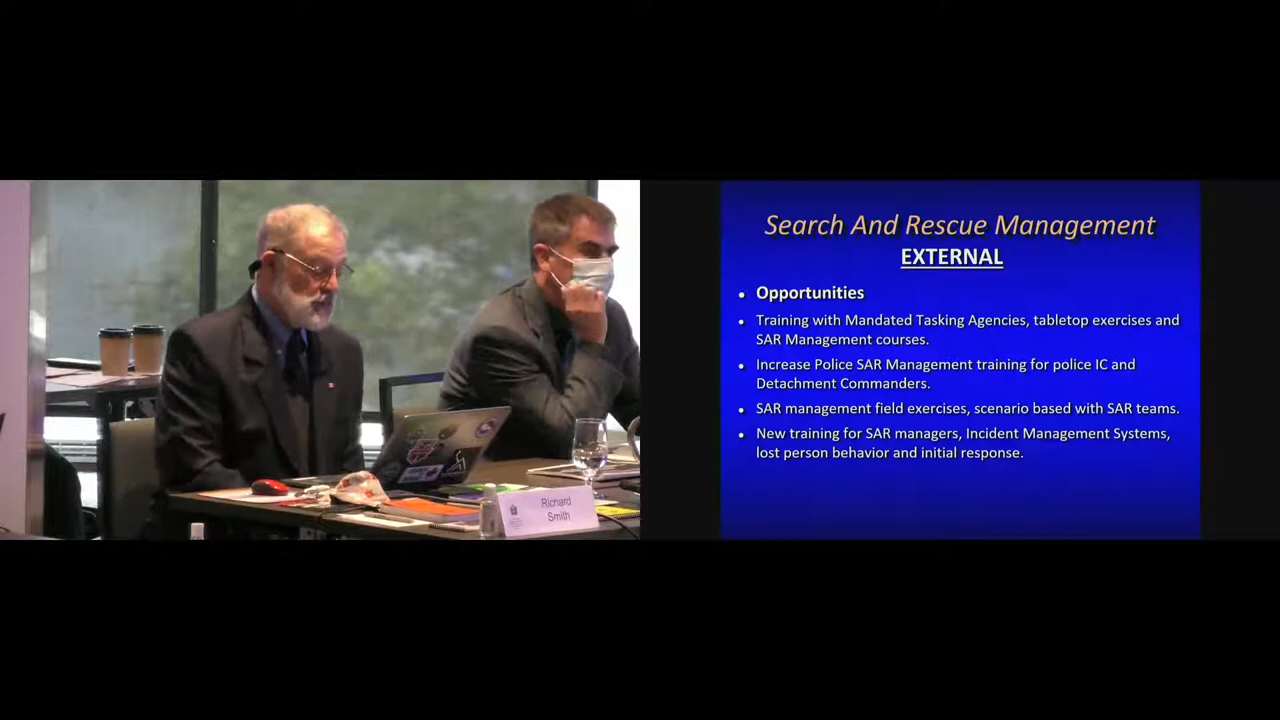 Search And Rescue Management
EXTERNAL
Opportunities
Training with Mandated Tasking Agencies, tabletop exercises and
SAR Management courses.
Increase Police SAR Management training for police IC and
Detachment Commanders.
SAR management field exercises, scenario based with SAR teams.
New training for SAR managers, Incident Management Systems,
lost person behavior and initial response.
Richard
Smith